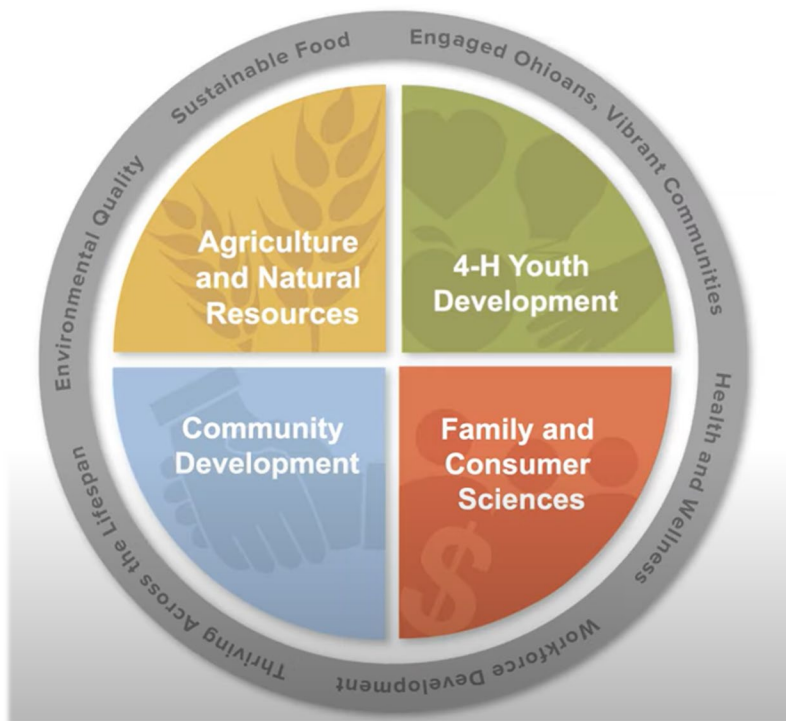 Sustainable Food
Engaged Ohioans, Vibrant Communities
Health and Wellness
Workforce Development
Thriving Across the Lifespan
Environmental Quality
Agriculture
and Natural
Resources
4-H Youth
Development
Community
Development
Family and
Consumer
Sciences